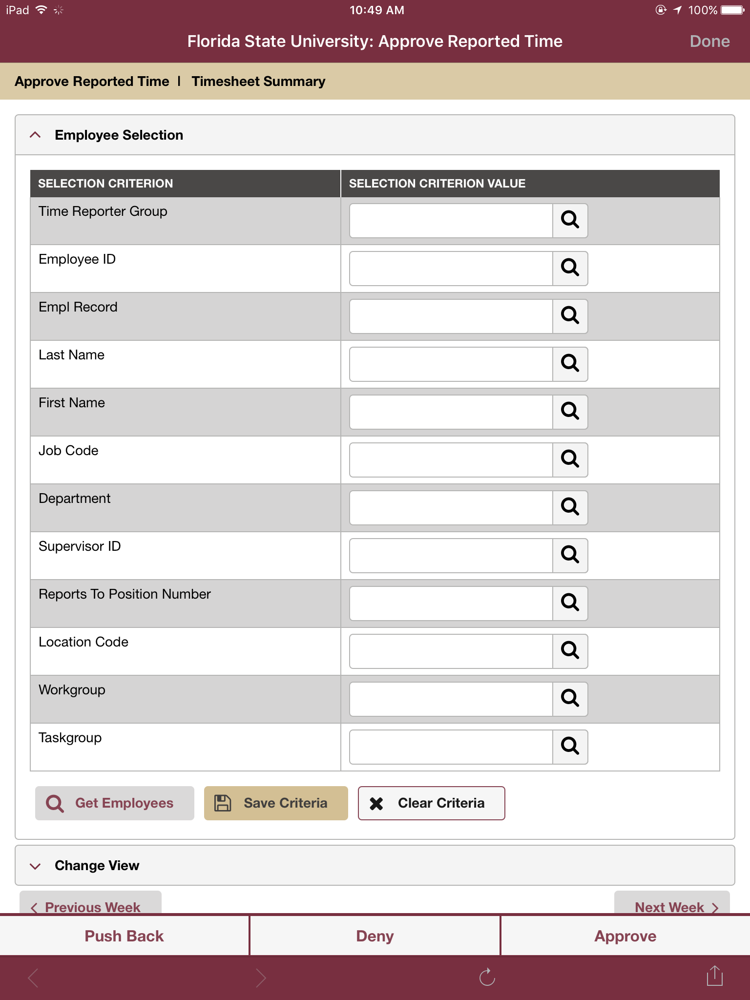 iPad 10:49 AM 100%
Florida State University: Approve Reported Time Done
Approve Reported Time | Timesheet Summary
Employee Selection
SELECTION CRITERION SELECTION CRITERION VALUE
Time Reporter Group
Employee ID
Empl Record
Last Name
First Name
Job Code
Department
Supervisor ID
Reports To Position Number
Location Code
Workgroup
Taskgroup
Get Employees Save Criteria Clear Criteria
Change View
Previous Week Next Week
Push Back Deny Approve